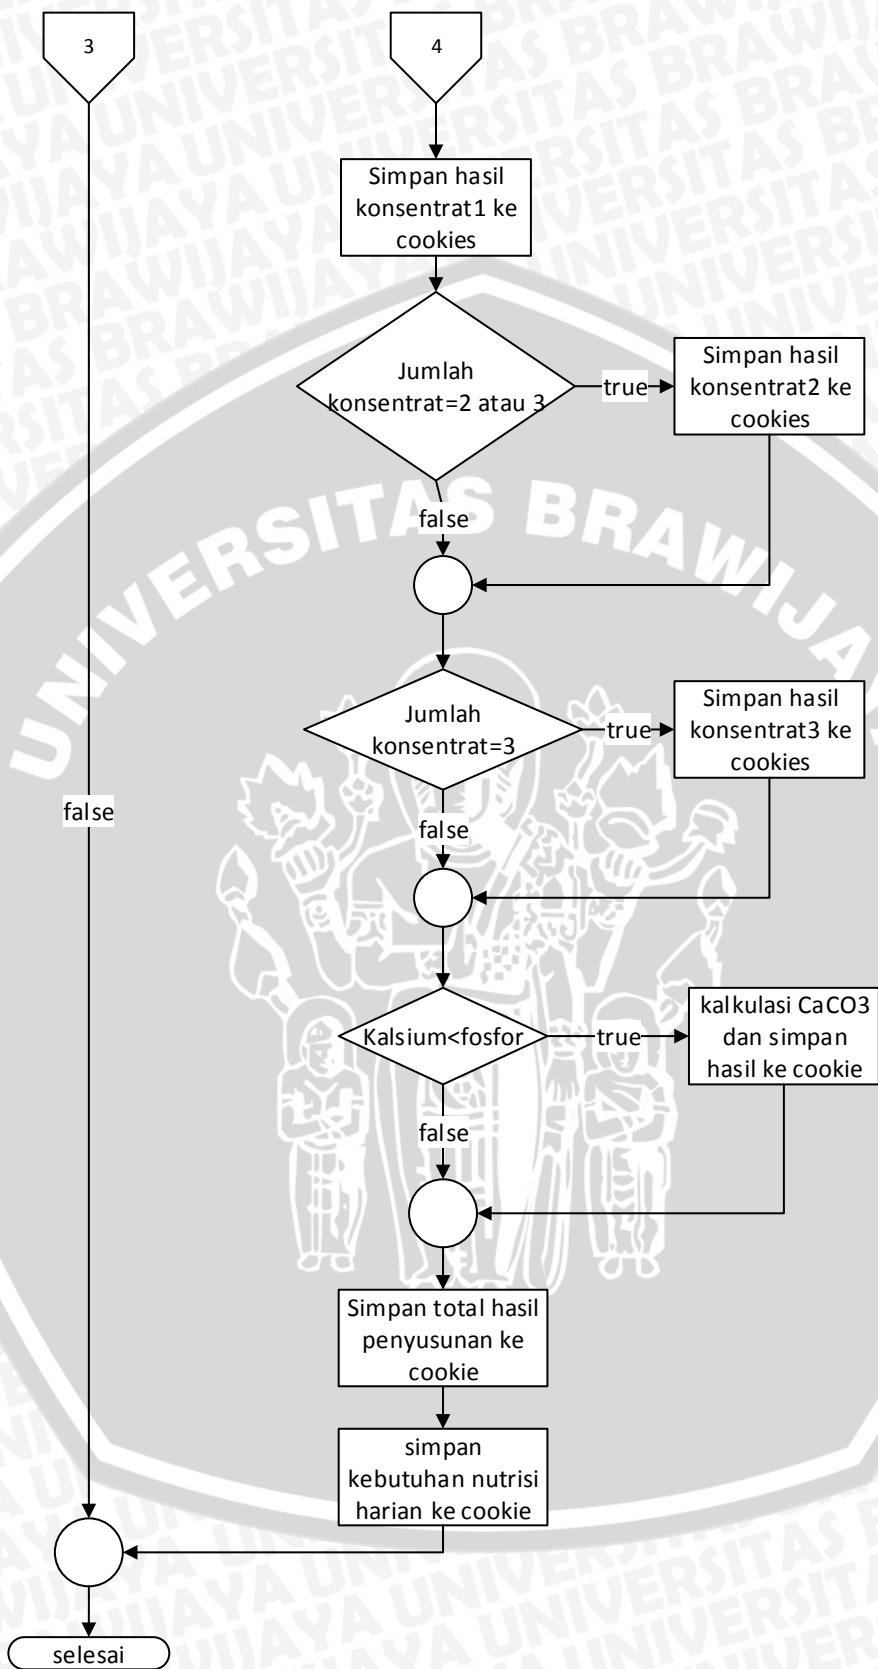 3
4
Simpan hasil
konsentrat1 ke
cookies
Jumlah
konsentrat=2 atau 3
true
Simpan hasil
konsentrat2 ke
cookies
false
UNIVERSITAS BRAWIJAYA
Jumlah
konsentrat=3
true
Simpan hasil
konsentrat3 ke
cookies
false
false
Kalsium<fosfor
true
kalkulasi CaCO3
dan simpan
hasil ke cookie
false
Simpan total hasil
penyusunan ke
cookie
simpan
kebutuhan nutrisi
harian ke cookie
selesai